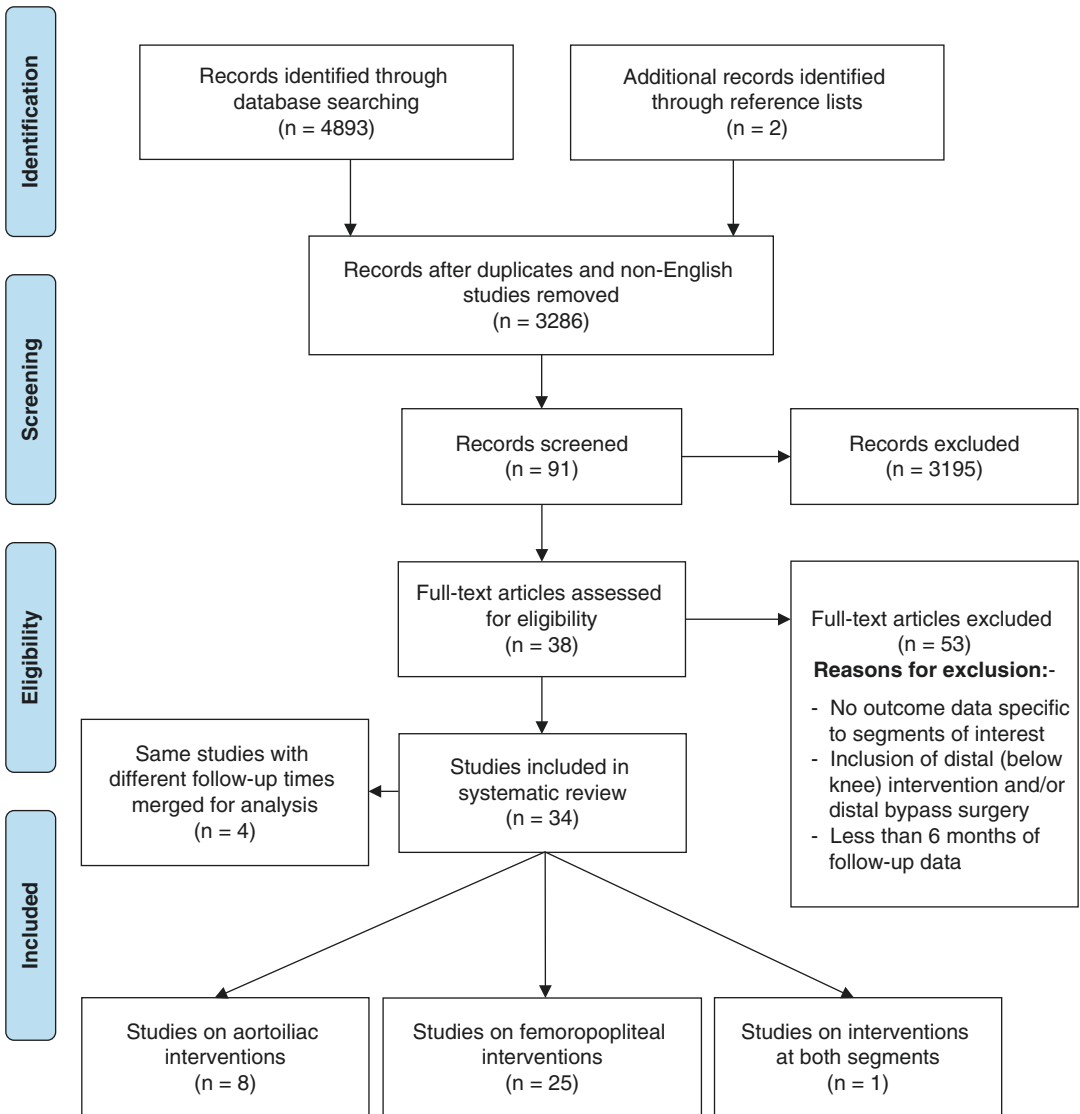 Identification
Records identified through
database searching
(n = 4893)
Additional records identified
through reference lists
(n = 2)
Records after duplicates and non-English
studies removed
(n = 3286)
Screening
Records screened
(n = 91)
Records excluded
(n = 3195)
Eligibility
Full-text articles assessed
for eligibility
(n = 38)
Full-text articles excluded
(n = 53)
Reasons for exclusion:-
- No outcome data specific
to segments of interest
- Inclusion of distal (below
knee) intervention and/or
distal bypass surgery
- Less than 6 months of
follow-up data
Same studies with
different follow-up times
merged for analysis
(n = 4)
Studies included in
systematic review
(n = 34)
Included
Studies on aortoiliac
interventions
(n = 8)
Studies on femoropopliteal
interventions
(n = 25)
Studies on interventions
at both segments
(n = 1)